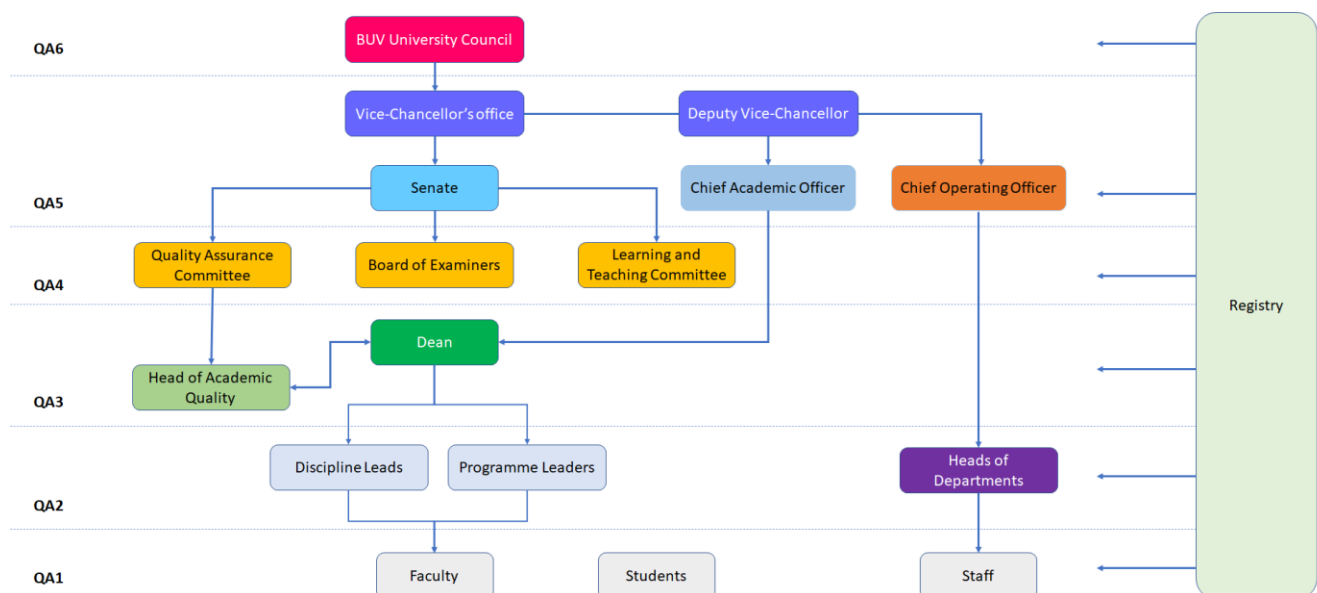 QA6
BUV University Council
Vice-Chancellor's office
Deputy Vice-Chancellor
QA5
Senate
Chief Academic Officer
Chief Operating Officer
QA4
Quality Assurance
Committee
Board of Examiners
Learning and
Teaching Committee
Registry
QA3
Dean
Head of Academic
Quality
QA2
Discipline Leads
Programme Leaders
Heads of
Departments
QA1
Faculty
Students
Staff